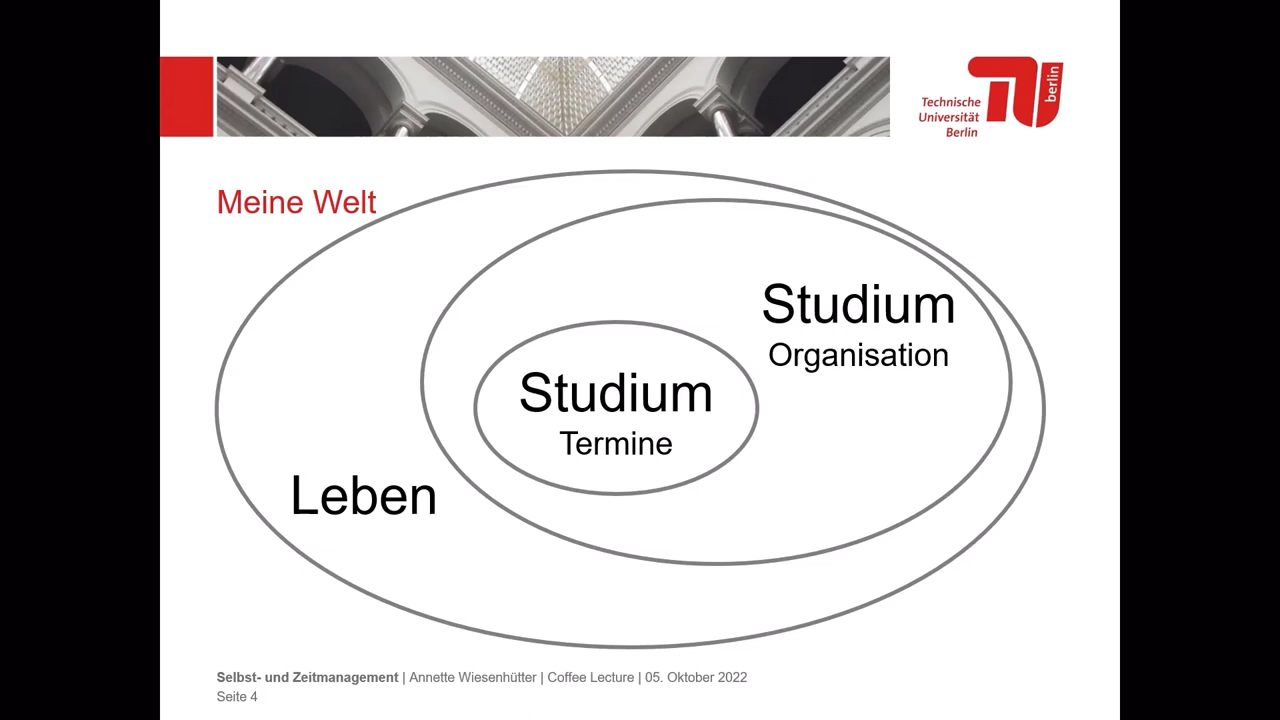 Technische
Universität
Berlin
berlin
Meine Welt
Studium
Organisation
Studium
Termine
Leben
Selbst- und Zeitmanagement | Annette Wiesenhütter | Coffee Lecture | 05. Oktober 2022
Seite 4